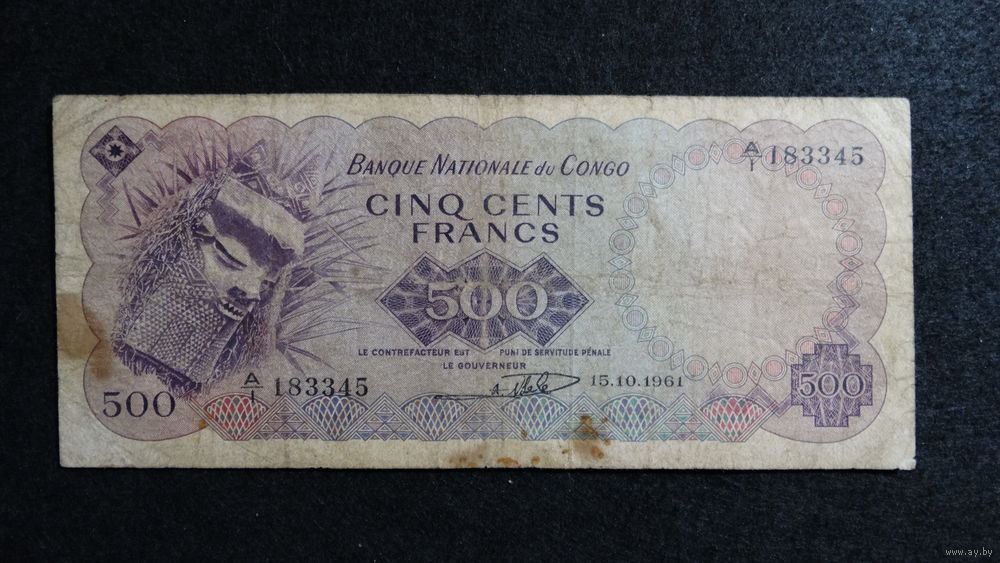 BANQUE NATIONALE DU CONGO
A/1 183345
CINQ CENTS
FRANCS
500
LE CONTREFACTEUR EST PUNI DE SERVITUDE PÉNALE
LE GOUVERNEUR
A/1 183345
15.10.1961
500
500
www.ay.by